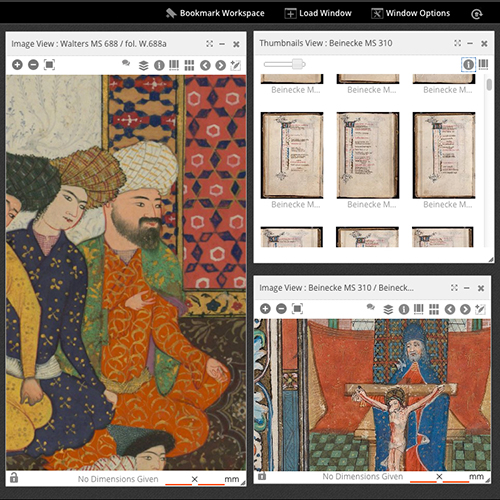 Bookmark Workspace Load Window Window Options
Image View : Walters MS 688 / fol. W.688a
No Dimensions Given × mm
Thumbnails View : Beinecke MS 310
Beinecke M... Beinecke M... Beinecke M...
Beinecke M... Beinecke M... Beinecke M...
Image View : Beinecke MS 310 / Beineck...
No Dimensions Given × mm